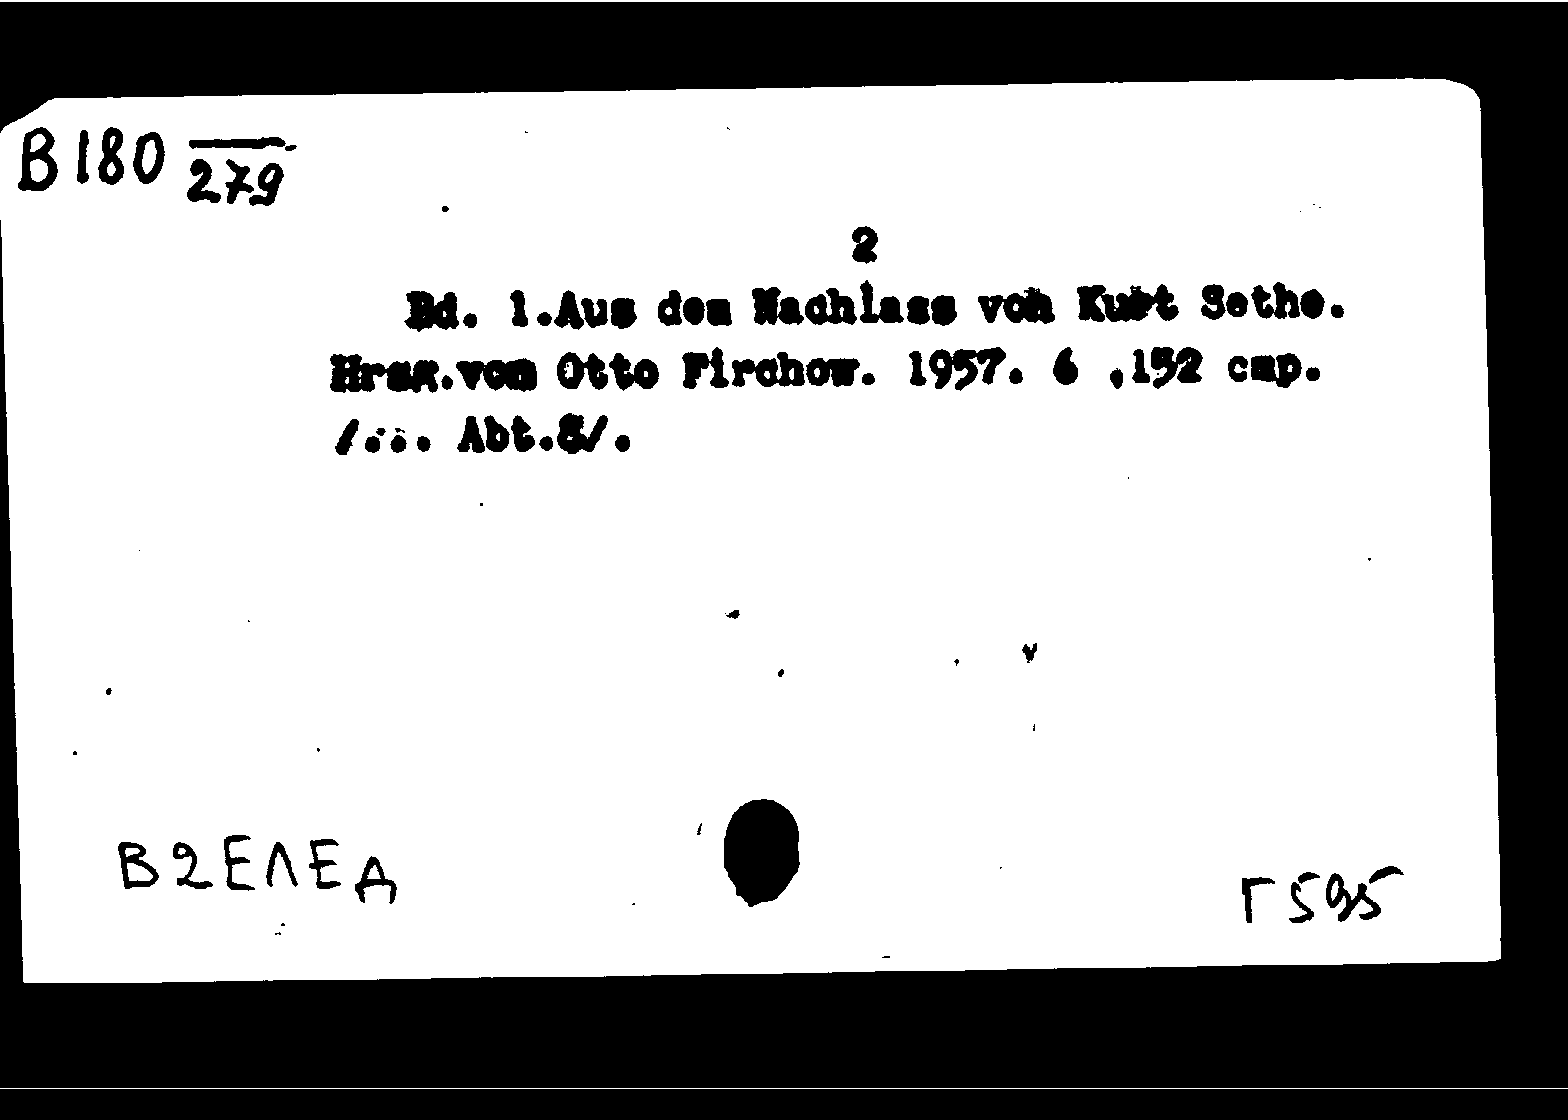 B180 279
2
Bd. 1.Aus dem Nachlass von Kurt Sethe.
Hrsg.von Otto Firchow. 1957. 6 ,152 стр.
/... Abt.8/.
В2ЕЛЕД
Г595